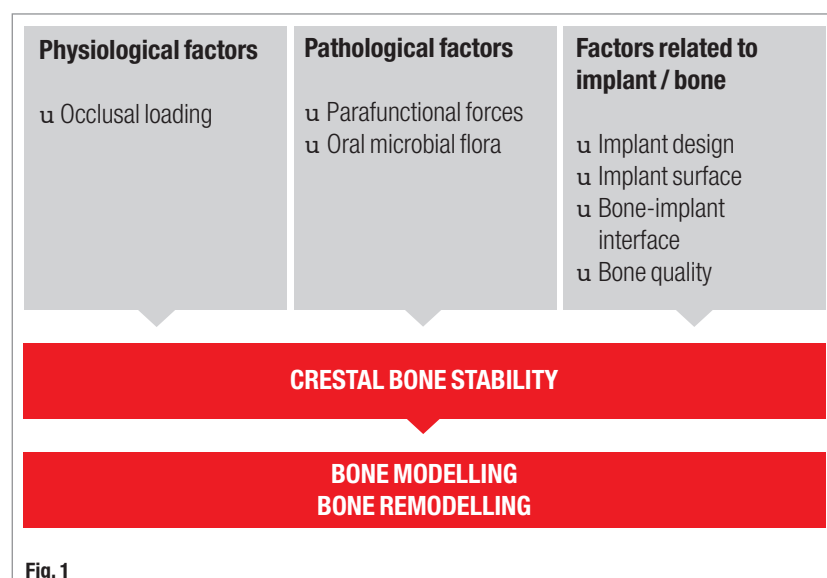 Physiological factors
u Occlusal loading
Pathological factors
u Parafunctional forces
u Oral microbial flora
Factors related to
implant / bone
u Implant design
u Implant surface
u Bone-implant
interface
u Bone quality
CRESTAL BONE STABILITY
BONE MODELLING
BONE REMODELLING
Fig. 1